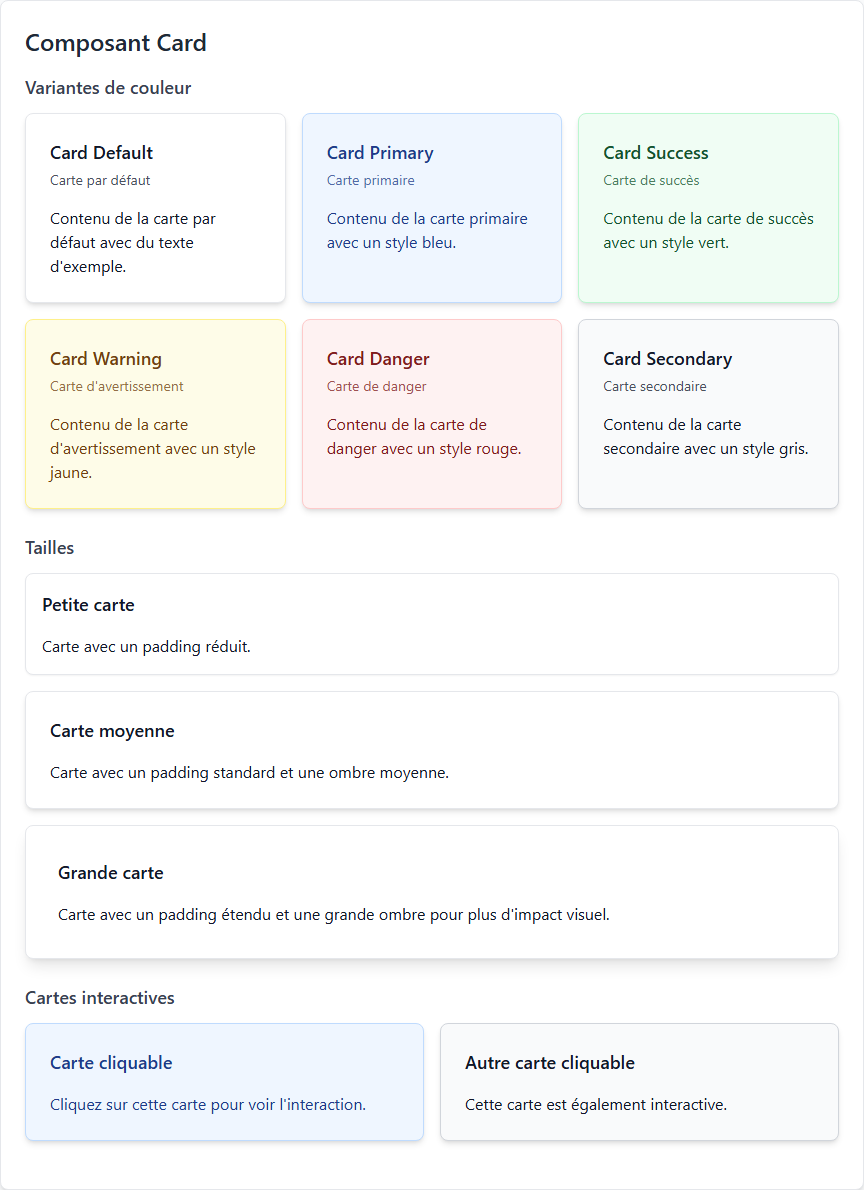 Composant Card
Variantes de couleur
Card Default
Carte par défaut
Contenu de la carte par
défaut avec du texte
d'exemple.
Card Primary
Carte primaire
Contenu de la carte primaire
avec un style bleu.
Card Success
Carte de succès
Contenu de la carte de succès
avec un style vert.
Card Warning
Carte d'avertissement
Contenu de la carte
d'avertissement avec un style
jaune.
Card Danger
Carte de danger
Contenu de la carte de
danger avec un style rouge.
Card Secondary
Carte secondaire
Contenu de la carte
secondaire avec un style gris.
Tailles
Petite carte
Carte avec un padding réduit.
Carte moyenne
Carte avec un padding standard et une ombre moyenne.
Grande carte
Carte avec un padding étendu et une grande ombre pour plus d'impact visuel.
Cartes interactives
Carte cliquable
Cliquez sur cette carte pour voir l'interaction.
Autre carte cliquable
Cette carte est également interactive.